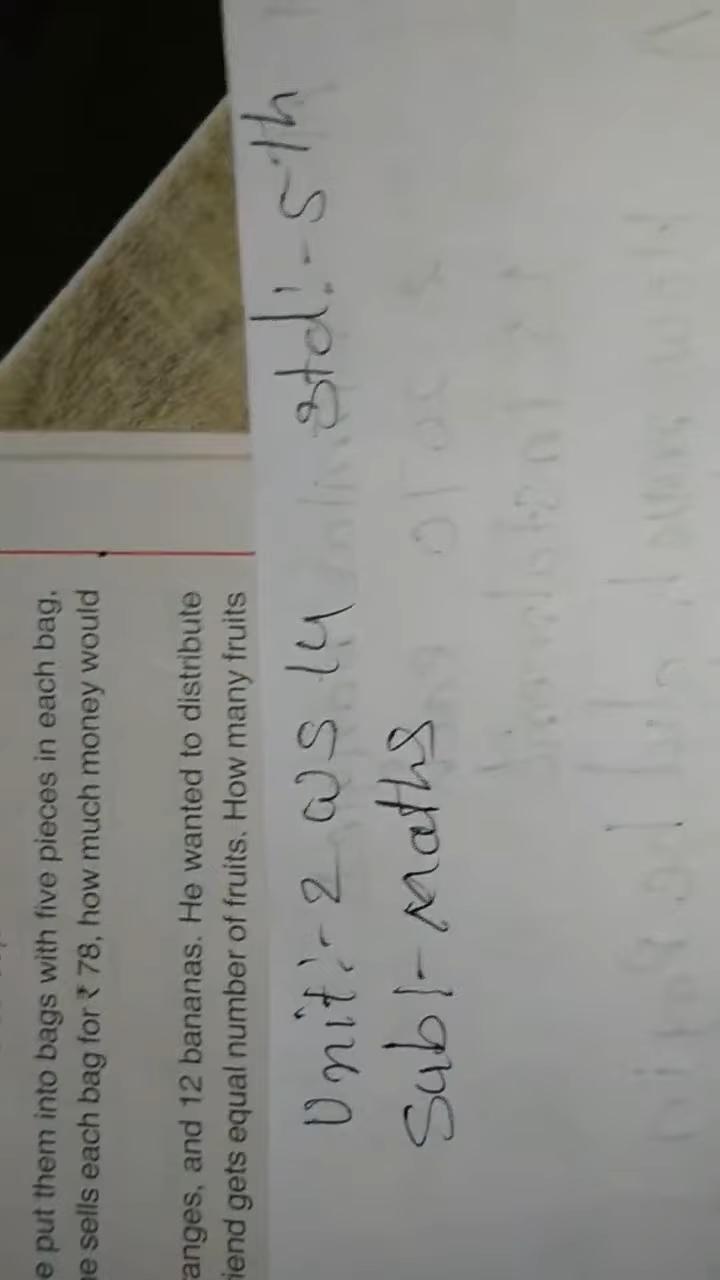 e put them into bags with five pieces in each bag.
e sells each bag for ₹ 78, how much money would
anges, and 12 bananas. He wanted to distribute
iend gets equal number of fruits. How many fruits
Unit:- 2 WS 14 std:- 5th
Sub:- Maths